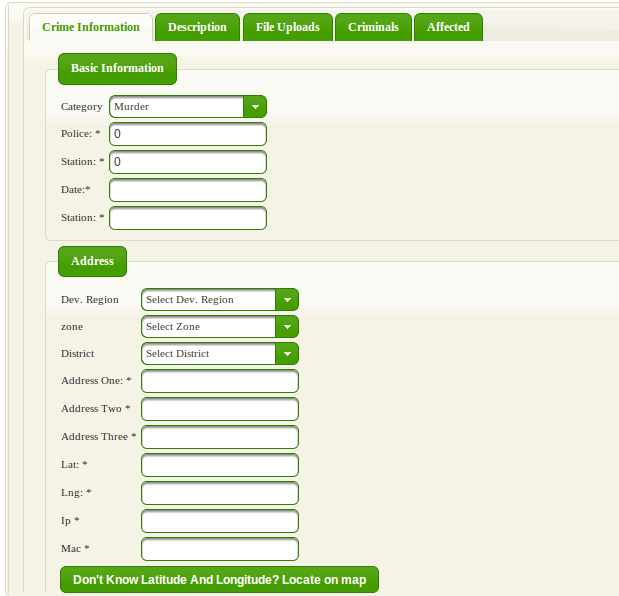 Crime Information Description File Uploads Criminals Affected
Basic Information
Category Murder
Police: * 0
Station: * 0
Date:*
Station: *
Address
Dev. Region Select Dev. Region
zone Select Zone
District Select District
Address One: *
Address Two *
Address Three *
Lat: *
Lng: *
Ip *
Mac *
Don't Know Latitude And Longitude? Locate on map